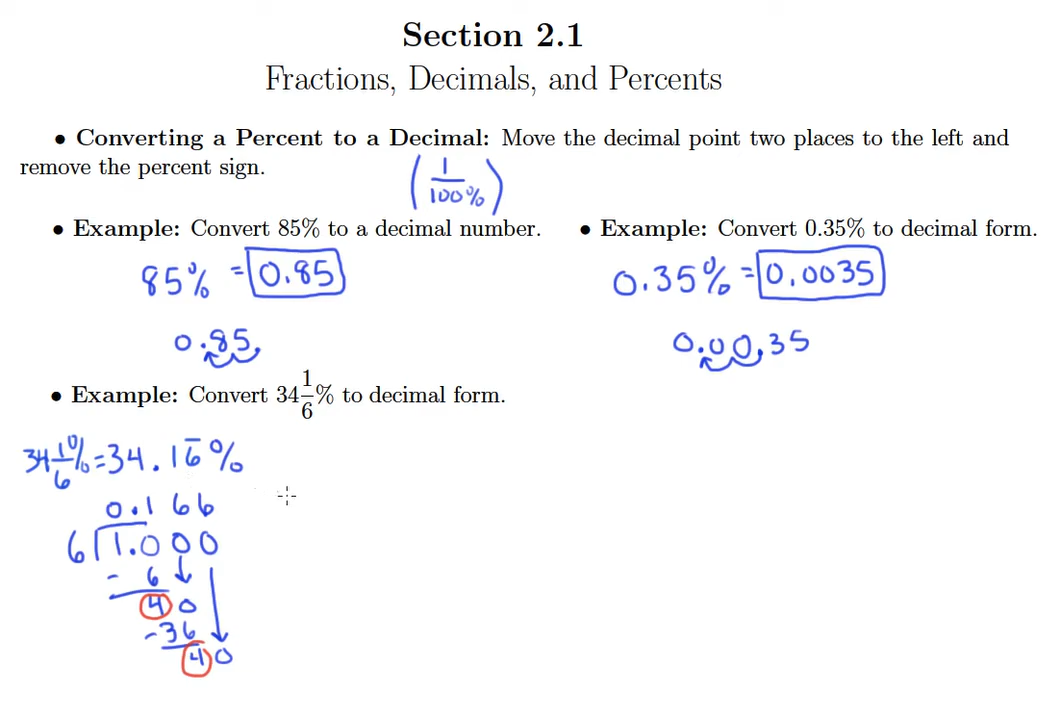 Section 2.1
Fractions, Decimals, and Percents
• Converting a Percent to a Decimal: Move the decimal point two places to the left and
remove the percent sign.
(1/100%)
• Example: Convert 85% to a decimal number.
85% = 0.85
0.85.
• Example: Convert 0.35% to decimal form.
0.35% = 0.0035
0.00.35
• Example: Convert 34 1/6% to decimal form.
34 1/6% = 34.16̅%
0.166
6 1.000
- 6
40
-36
40